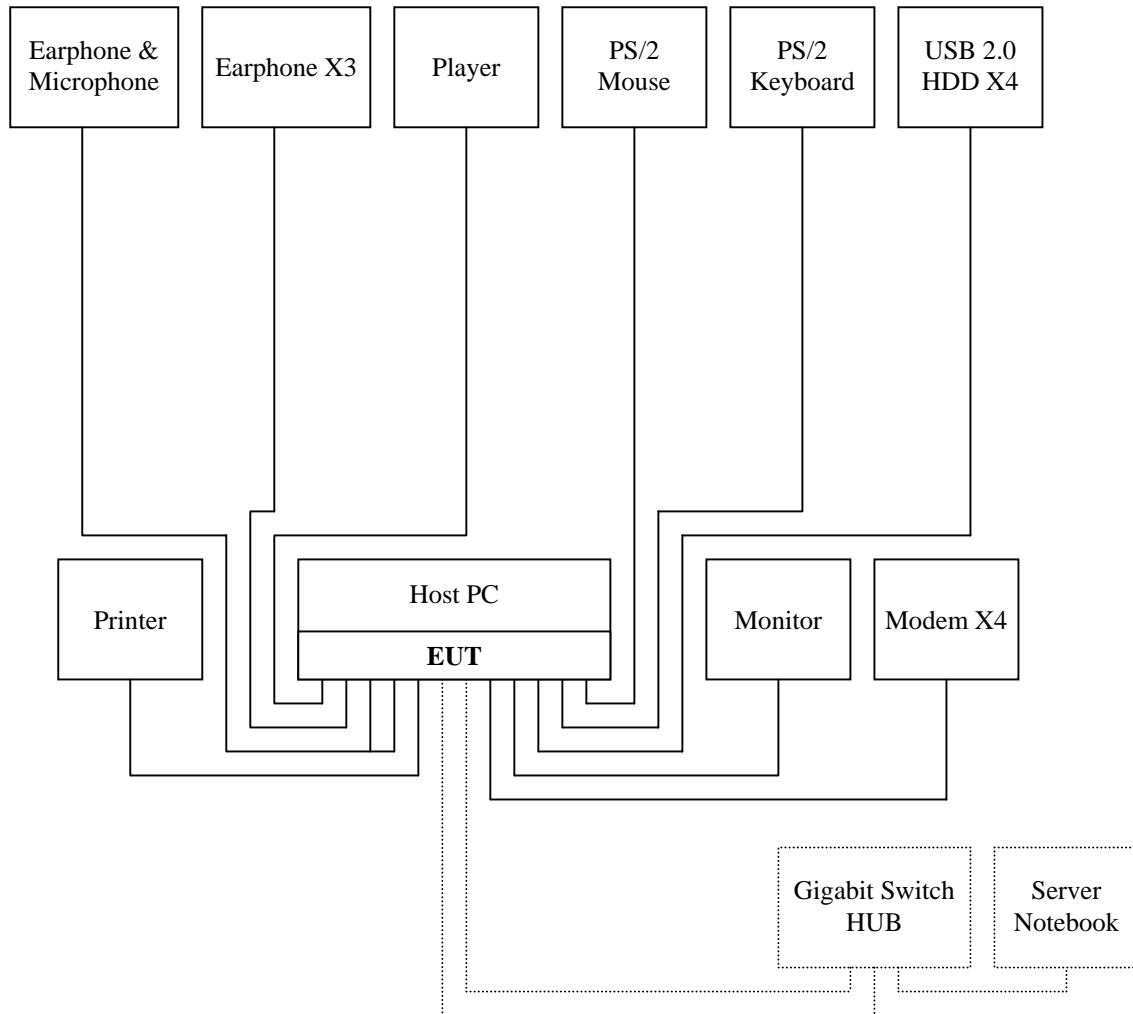 Earphone &
Microphone
Earphone X3
Player
PS/2
Mouse
PS/2
Keyboard
USB 2.0
HDD X4
Printer
Host PC
EUT
Monitor
Modem X4
Gigabit Switch
HUB
Server
Notebook